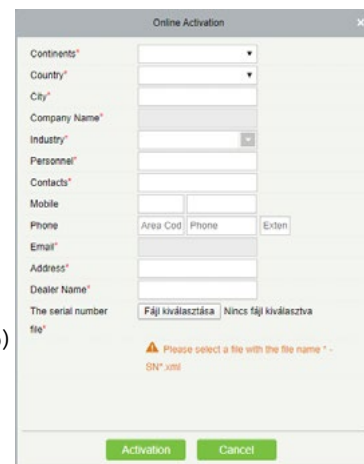 Online Activation ×
Continents*
Country*
City*
Company Name*
Industry*
Personnel*
Contacts*
Mobile
Phone Area Cod Phone Exten
Email*
Address*
Dealer Name*
The serial number Fájl kiválasztása Nincs fájl kiválasztva
file*
)
Please select a file with the file name * -
SN*.xml
Activation Cancel